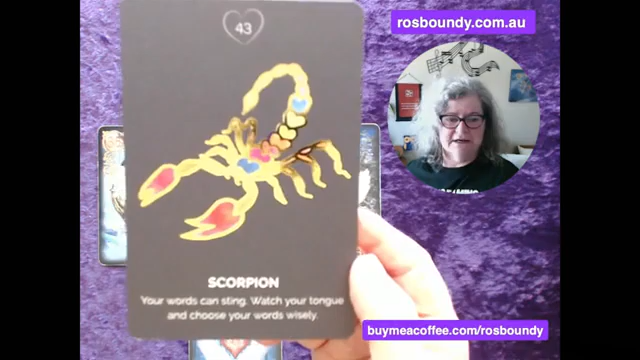 43
SCORPION
Your words can sting. Watch your tongue
and choose your words wisely.
rosboundy.com.au
buymeacoffee.com/rosboundy